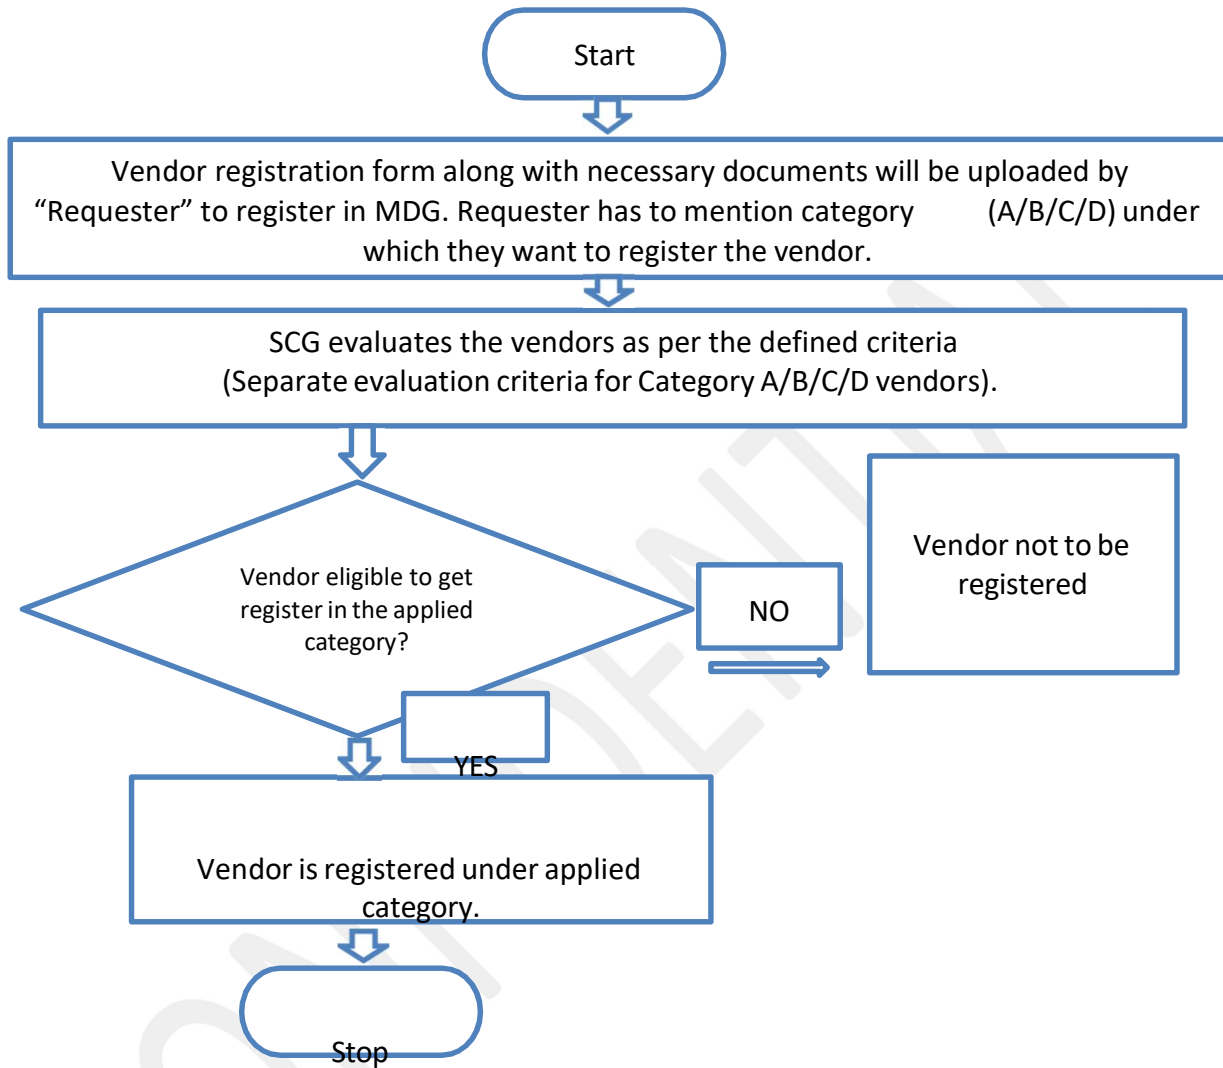 Start
Vendor registration form along with necessary documents will be uploaded by
“Requester” to register in MDG. Requester has to mention category (A/B/C/D) under
which they want to register the vendor.
SCG evaluates the vendors as per the defined criteria
(Separate evaluation criteria for Category A/B/C/D vendors).
Vendor eligible to get
register in the applied
category?
NO
Vendor not to be
registered
YES
Vendor is registered under applied
category.
Stop